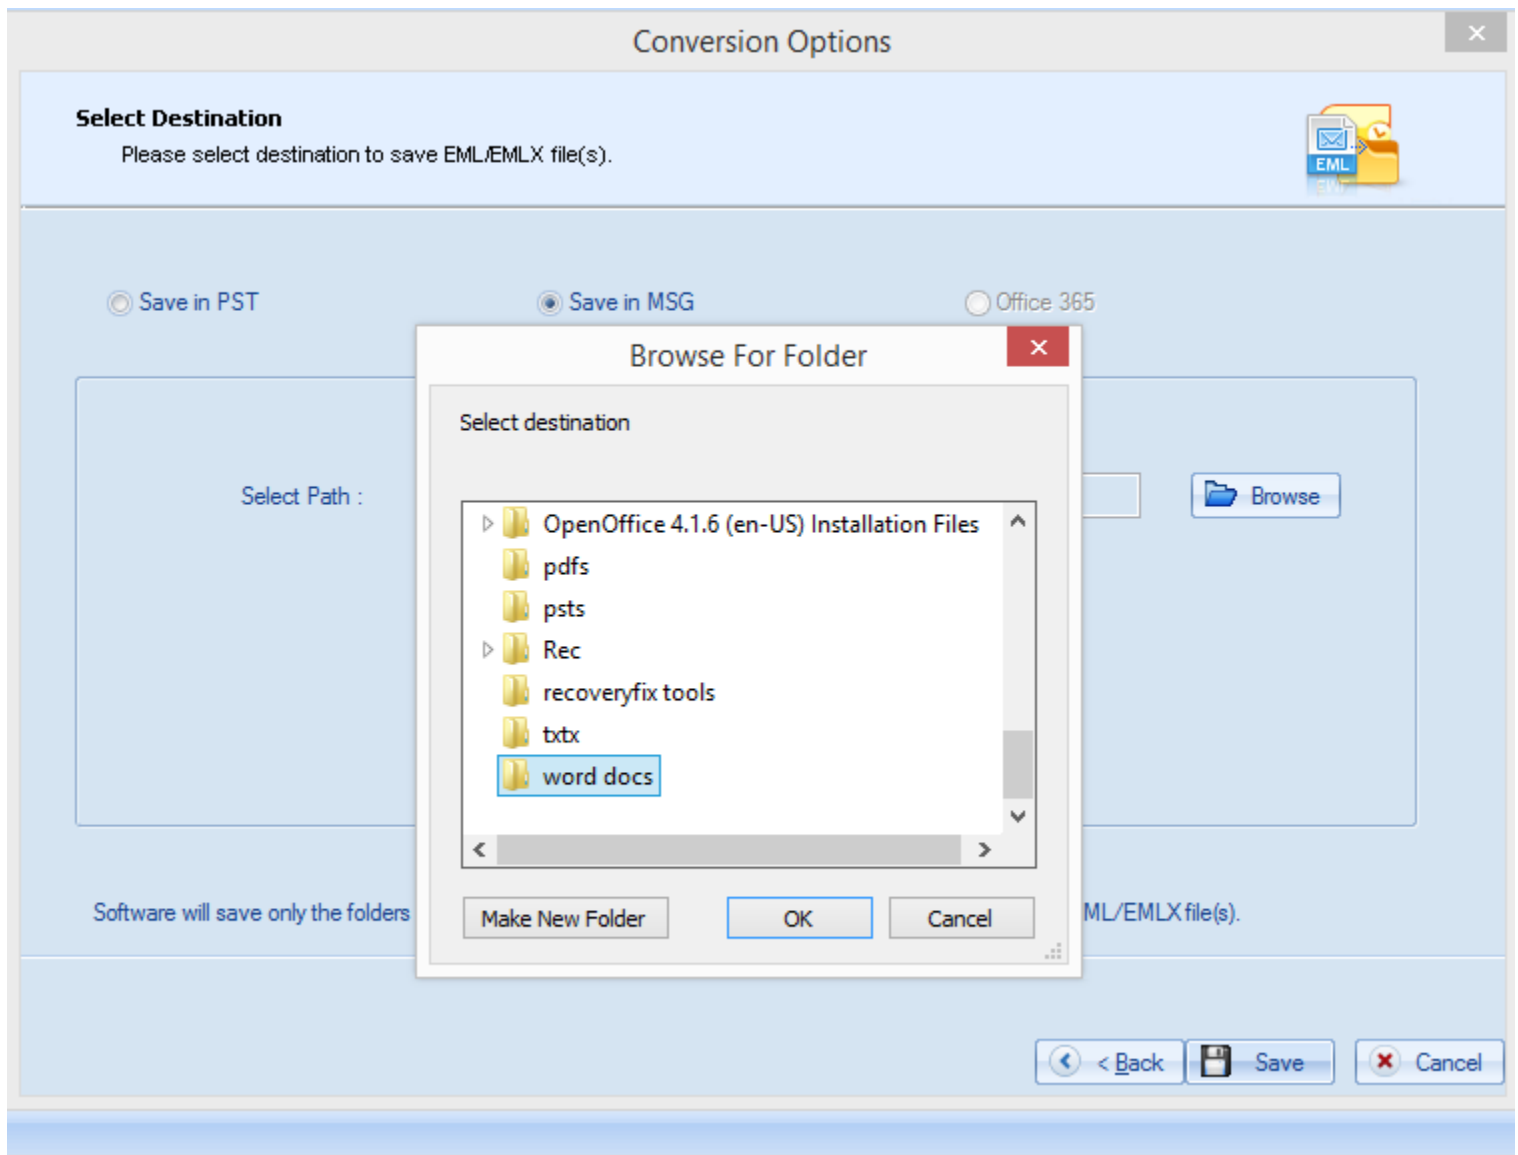 Conversion Options
Select Destination
Please select destination to save EML/EMLX file(s).
EML
Save in PST
Save in MSG
Office 365
Browse For Folder
Select destination
Select Path :
Browse
OpenOffice 4.1.6 (en-US) Installation Files
pdfs
psts
Rec
recoveryfix tools
txtx
word docs
Software will save only the folders
ML/EMLX file(s).
Make New Folder
OK
Cancel
< Back
Save
Cancel